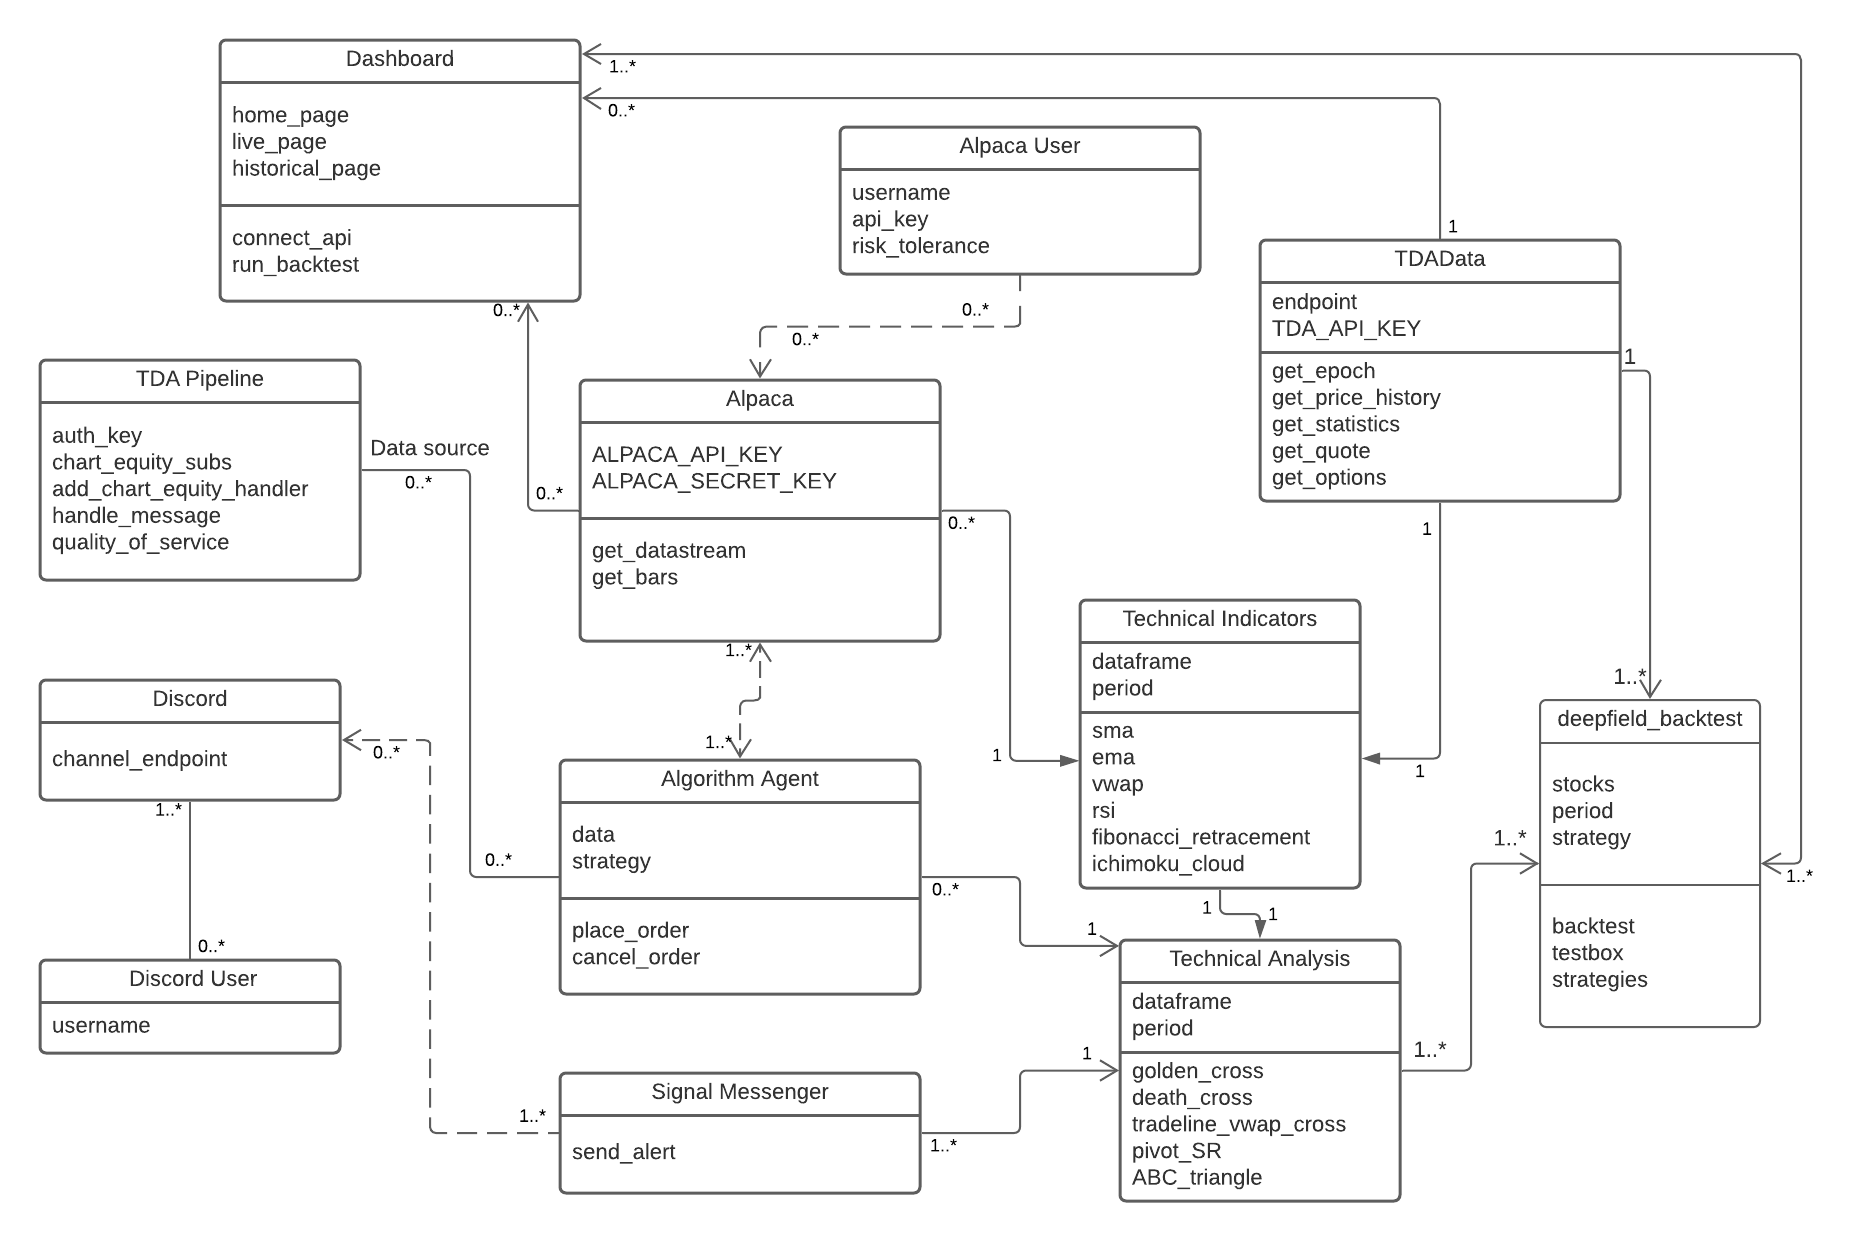 Dashboard
home_page
live_page
historical_page
connect_api
run_backtest
1..*
0..*
0..*
Alpaca User
username
api_key
risk_tolerance
0..*
0..*
1
TDAData
endpoint
TDA_API_KEY
get_epoch
get_price_history
get_statistics
get_quote
get_options
1
1
TDA Pipeline
auth_key
chart_equity_subs
add_chart_equity_handler
handle_message
quality_of_service
Data source
0..*
Alpaca
ALPACA_API_KEY
ALPACA_SECRET_KEY
get_datastream
get_bars
0..*
0..*
1..*
Technical Indicators
dataframe
period
sma
ema
vwap
rsi
fibonacci_retracement
ichimoku_cloud
1
1
1
1
1..*
deepfield_backtest
stocks
period
strategy
backtest
testbox
strategies
1..*
1..*
Discord
channel_endpoint
0..*
1..*
0..*
Discord User
username
1..*
Algorithm Agent
data
strategy
place_order
cancel_order
0..*
0..*
1
Technical Analysis
dataframe
period
golden_cross
death_cross
tradeline_vwap_cross
pivot_SR
ABC_triangle
1..*
1
Signal Messenger
send_alert
1..*
1..*